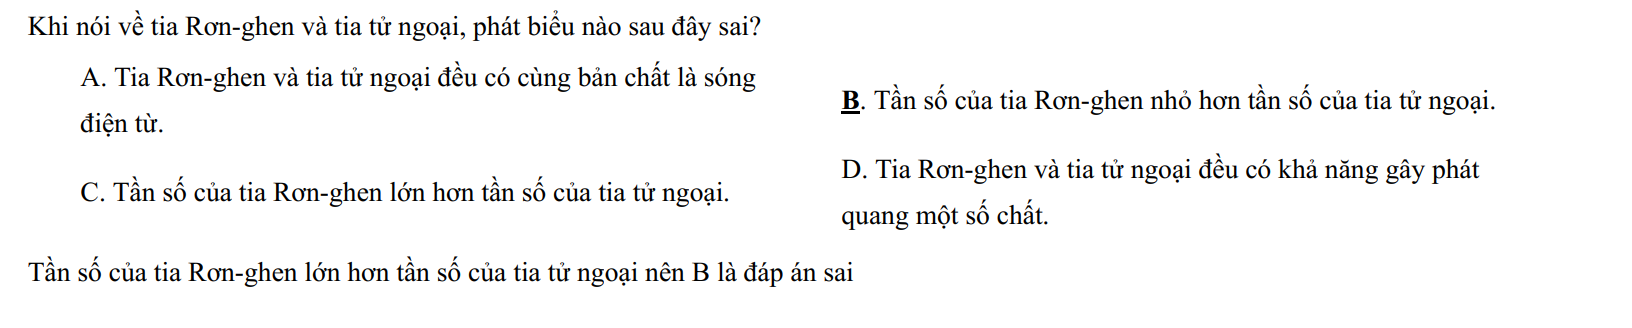 Khi nói về tia Rơn-ghen và tia tử ngoại, phát biểu nào sau đây sai?
A. Tia Rơn-ghen và tia tử ngoại đều có cùng bản chất là sóng
điện từ.
B. Tần số của tia Rơn-ghen nhỏ hơn tần số của tia tử ngoại.
C. Tần số của tia Rơn-ghen lớn hơn tần số của tia tử ngoại.
D. Tia Rơn-ghen và tia tử ngoại đều có khả năng gây phát
quang một số chất.
Tần số của tia Rơn-ghen lớn hơn tần số của tia tử ngoại nên B là đáp án sai